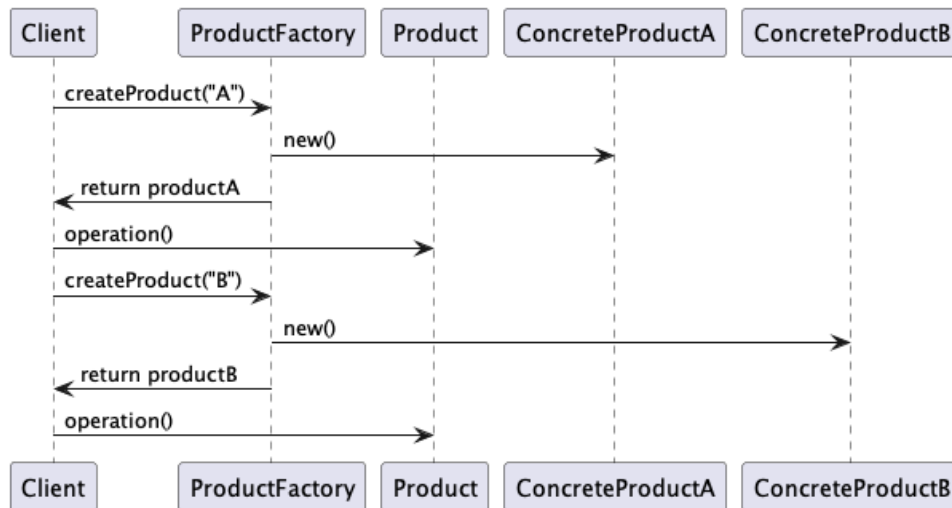 Client ProductFactory Product ConcreteProductA ConcreteProductB
createProduct("A")
new()
return productA
operation()
createProduct("B")
new()
return productB
operation()
Client ProductFactory Product ConcreteProductA ConcreteProductB